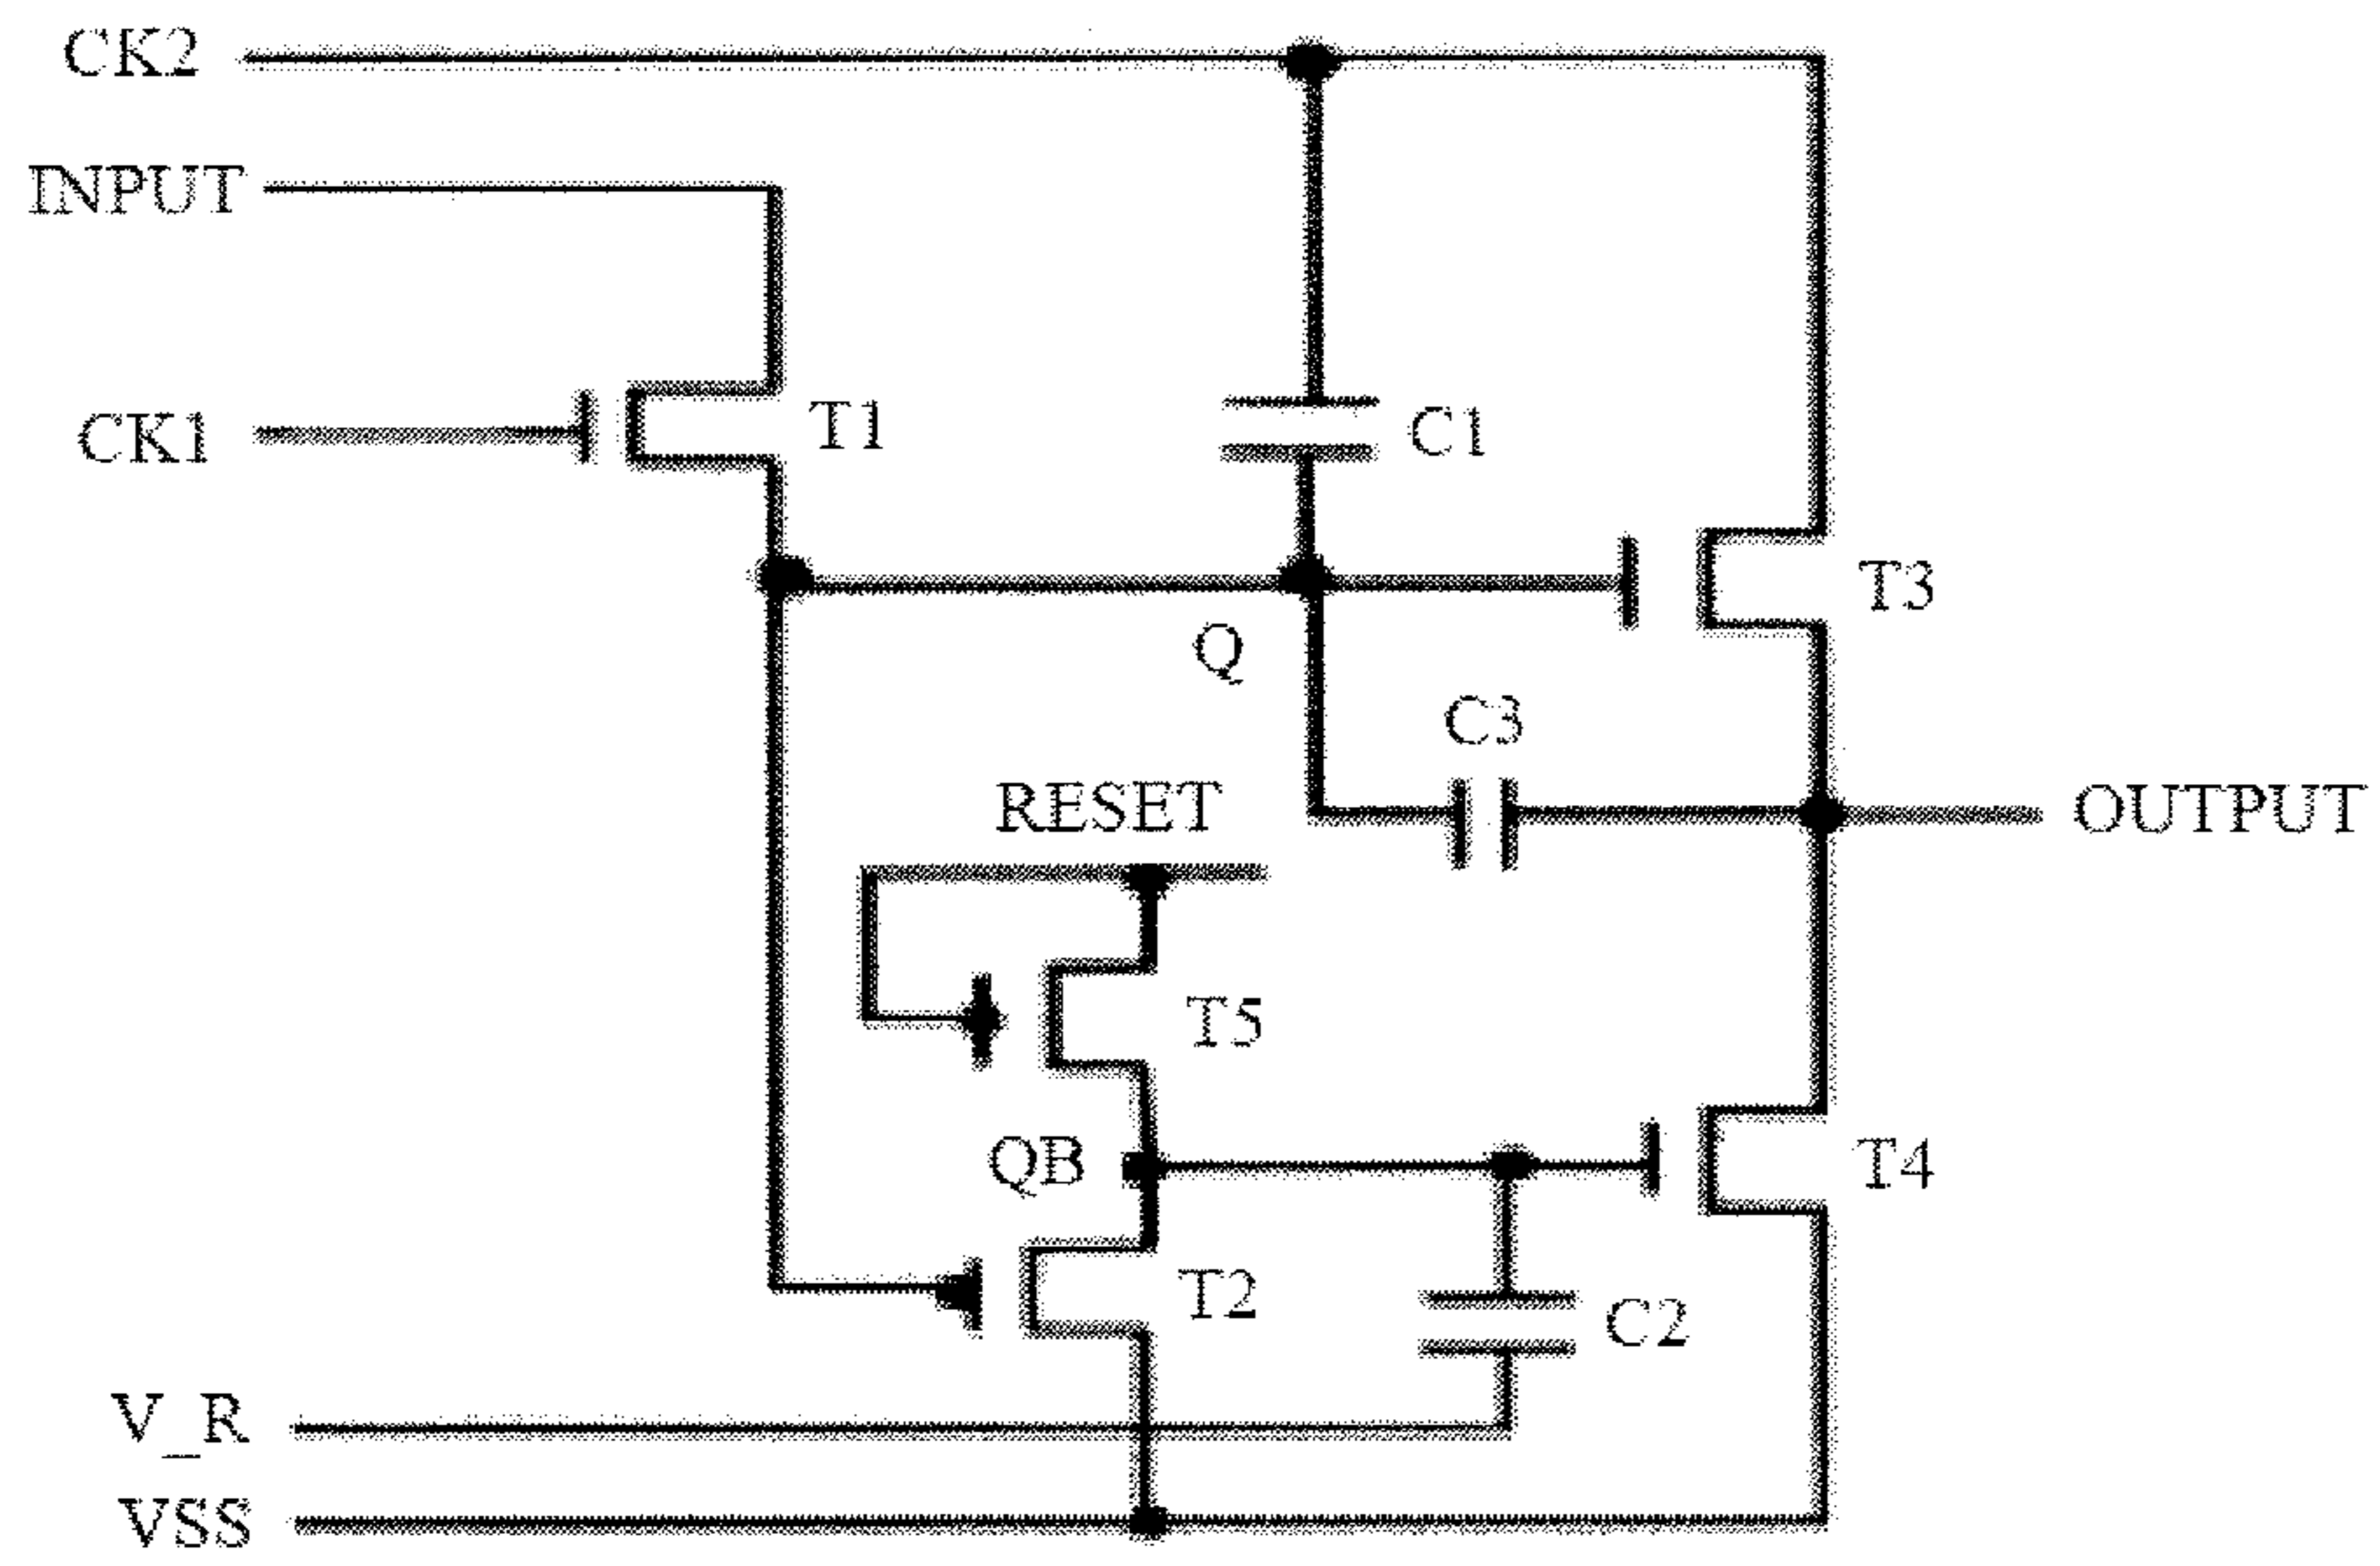 CK2
INPUT
CK1
T1
C1
T3
Q
C3
RESET
OUTPUT
T5
QB
T4
T2
C2
V_R
VSS